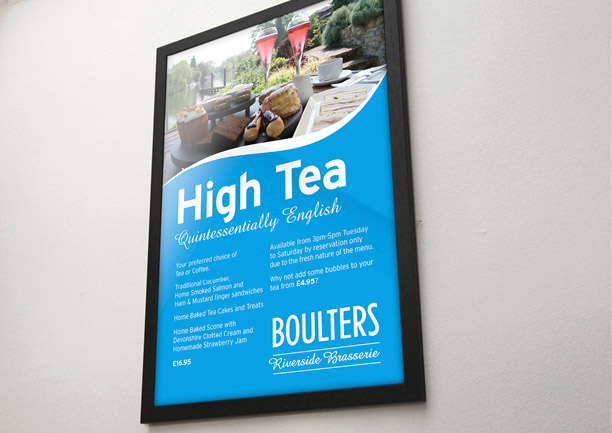 High Tea
Quintessentially English
Your preferred choice of
Tea or Coffee.
Traditional Cucumber,
Home Smoked Salmon and
Ham & Mustard finger sandwiches
Home Baked Tea Cakes and Treats
Home Baked Scone with
Devonshire Clotted Cream and
Homemade Strawberry Jam
£16.95
Available from 3pm-5pm Tuesday
to Saturday by reservation only
due to the fresh nature of the menu.
Why not add some bubbles to your
tea from £4.95?
BOULTERS
Riverside Brasserie